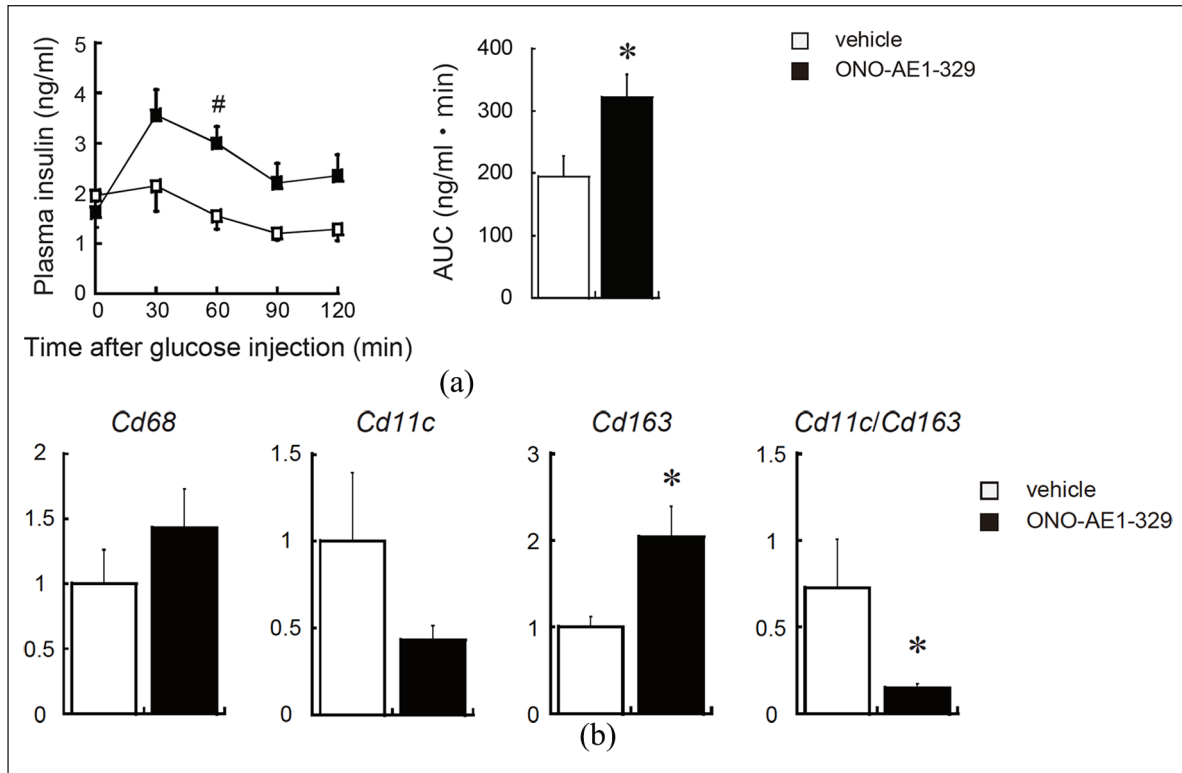 Plasma insulin (ng/ml)
5
4
3
2
1
0
#
0 30 60 90 120
Time after glucose injection (min)
AUC (ng/ml • min)
400
300
200
100
0
*
vehicle
ONO-AE1-329
(a)
Cd68
2
1.5
1
0.5
0
Cd11c
1.5
1
0.5
0
Cd163
3
2
1
0
*
Cd11c/Cd163
1.5
1
0.5
0
*
vehicle
ONO-AE1-329
(b)